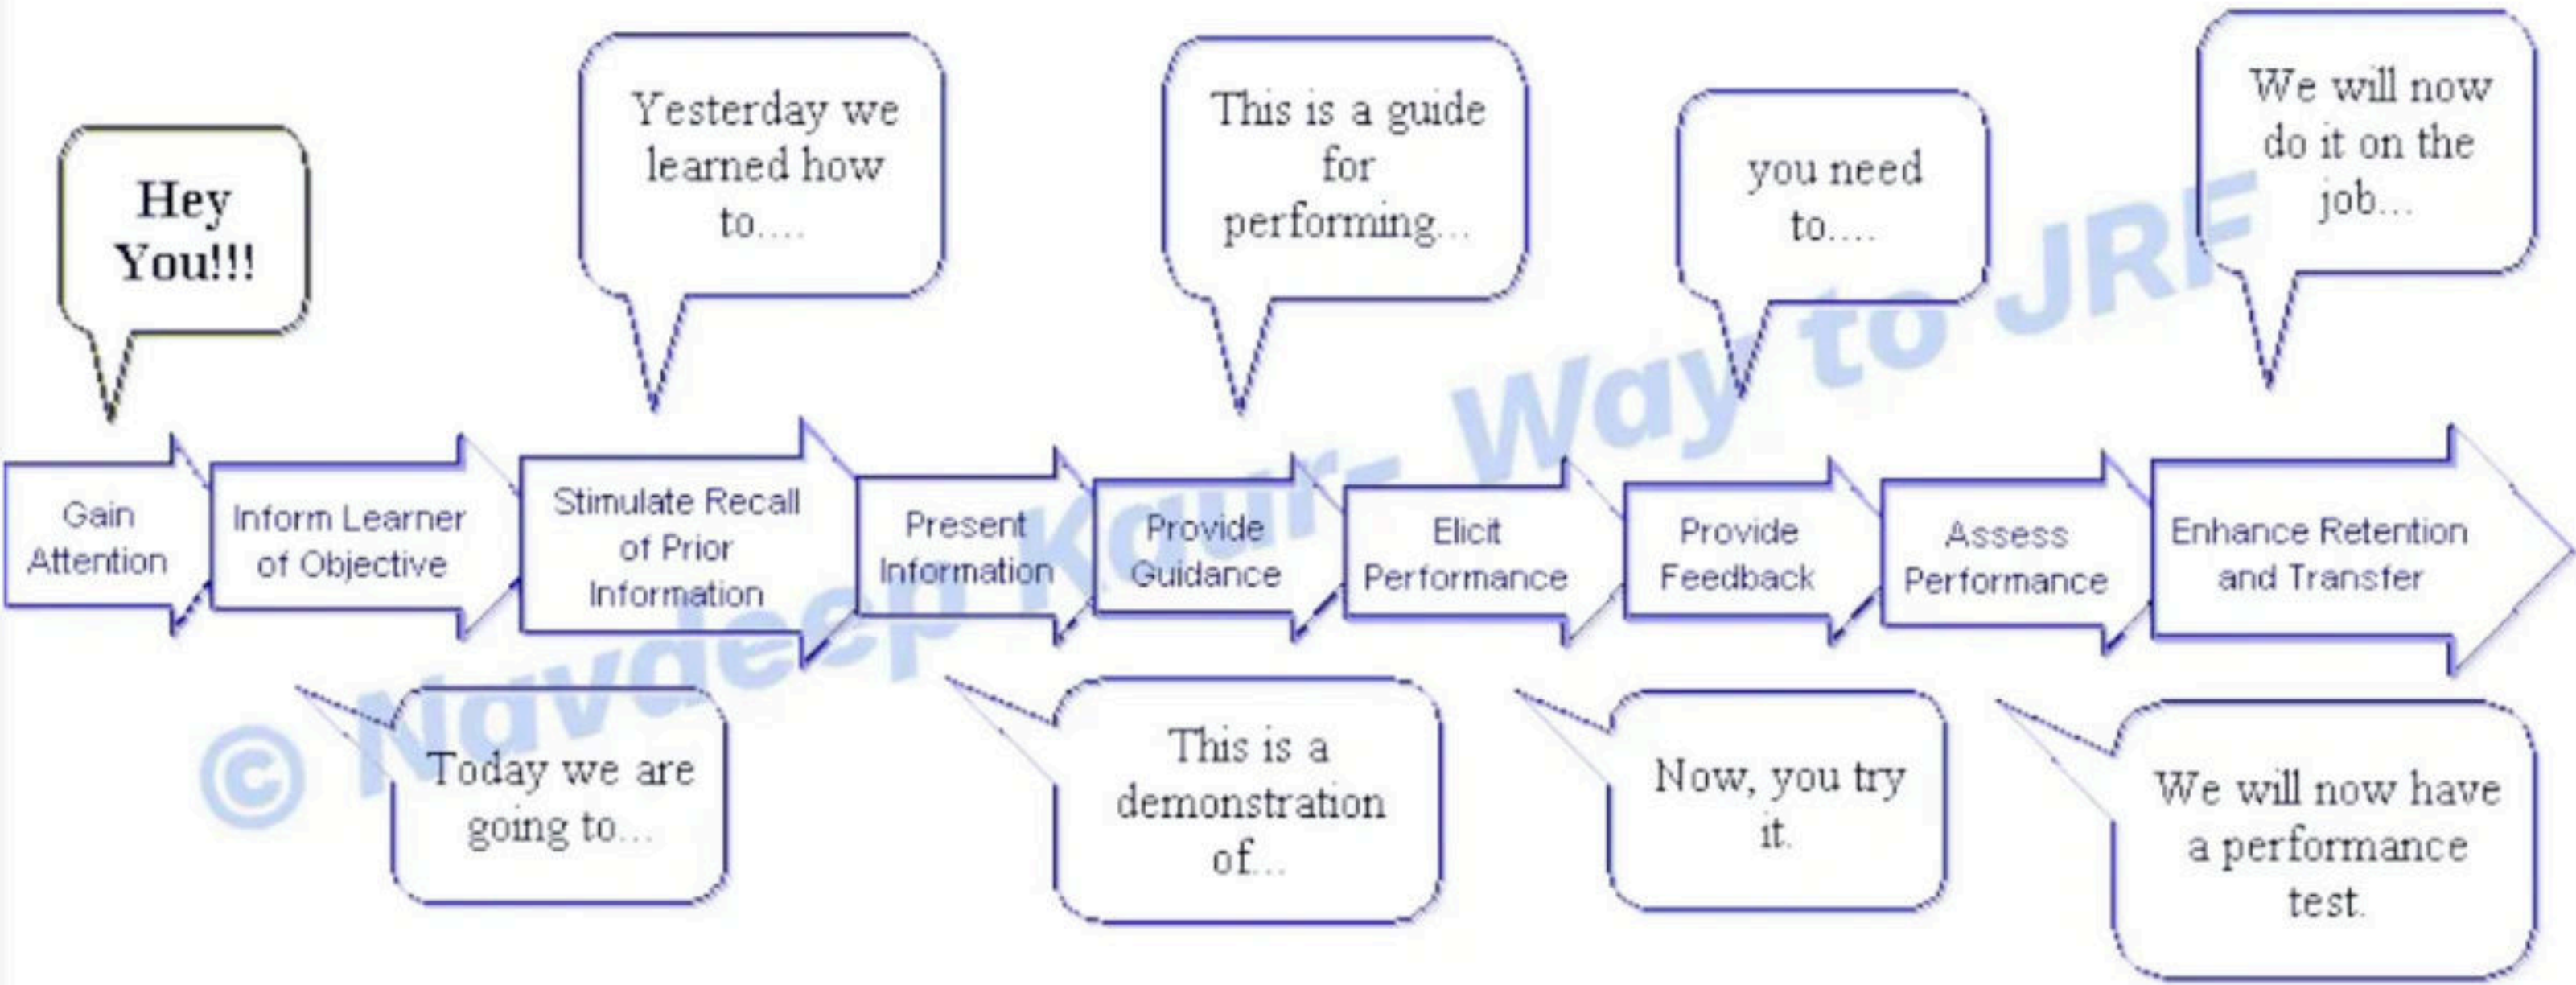 Hey
You!!!
Yesterday we
learned how
to....
This is a guide
for
performing...
you need
to....
We will now
do it on the
job...
Gain
Attention
Inform Learner
of Objective
Stimulate Recall
of Prior
Information
Present
Information
Provide
Guidance
Elicit
Performance
Provide
Feedback
Assess
Performance
Enhance Retention
and Transfer
Today we are
going to...
This is a
demonstration
of...
Now, you try
it.
We will now have
a performance
test.
© Navdeep Kaur- Way to JRF